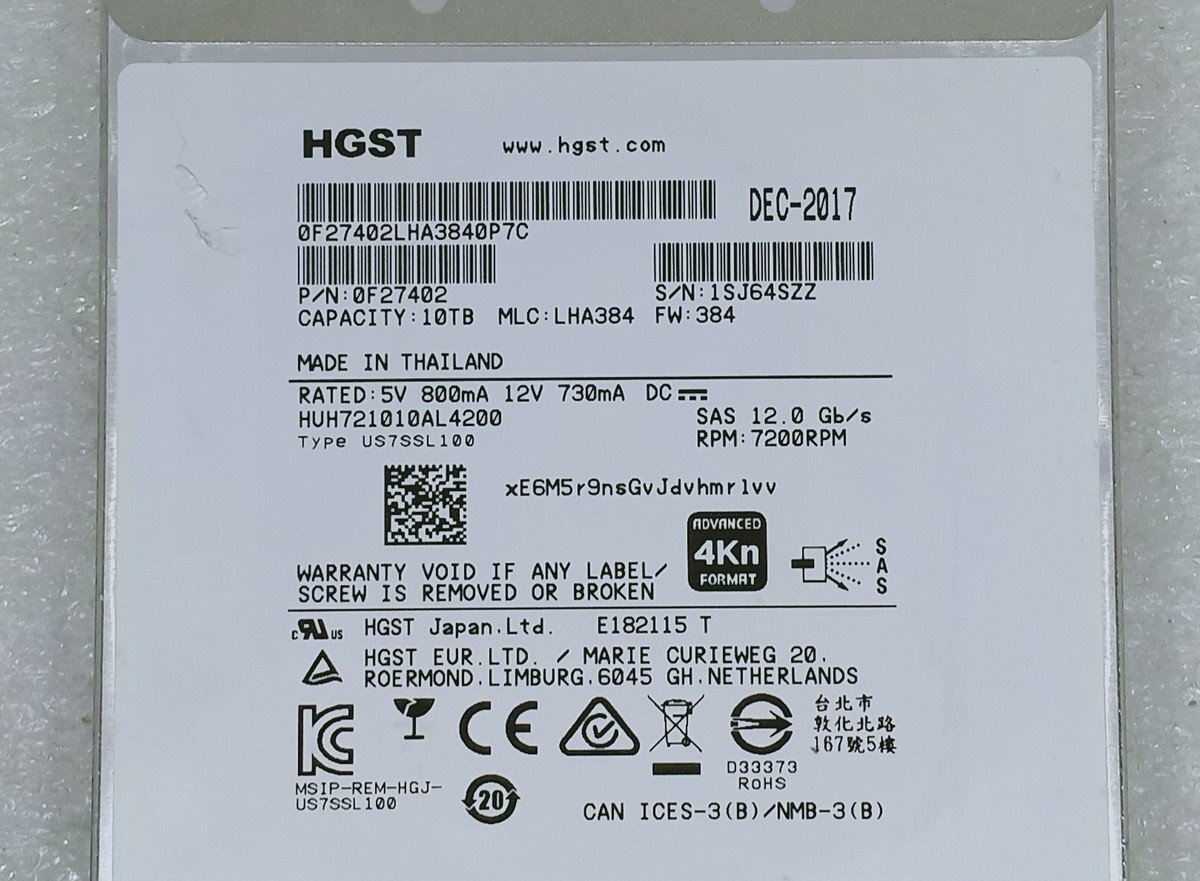 HGST www.hgst.com
DEC-2017
0F27402LHA3840P7C
P/N:0F27402 S/N:1SJ64SZZ
CAPACITY:10TB MLC:LHA384 FW:384
MADE IN THAILAND
RATED:5V 800mA 12V 730mA DC
HUH721010AL4200 SAS 12.0 Gb/s
Type US7SSL100 RPM:7200RPM
xE6M5r9nsGvJdvhmrlvv
ADVANCED
4Kn
FORMAT
SAS
WARRANTY VOID IF ANY LABEL/
SCREW IS REMOVED OR BROKEN
c RU us HGST Japan.Ltd. E182115 T
HGST EUR.LTD. / MARIE CURIEWEG 20,
ROERMOND.LIMBURG.6045 GH.NETHERLANDS
CE
台北市
敦化北路
167號5樓
D33373
RoHS
MSIP-REM-HGJ-
US7SSL100
20
CAN ICES-3(B)/NMB-3(B)